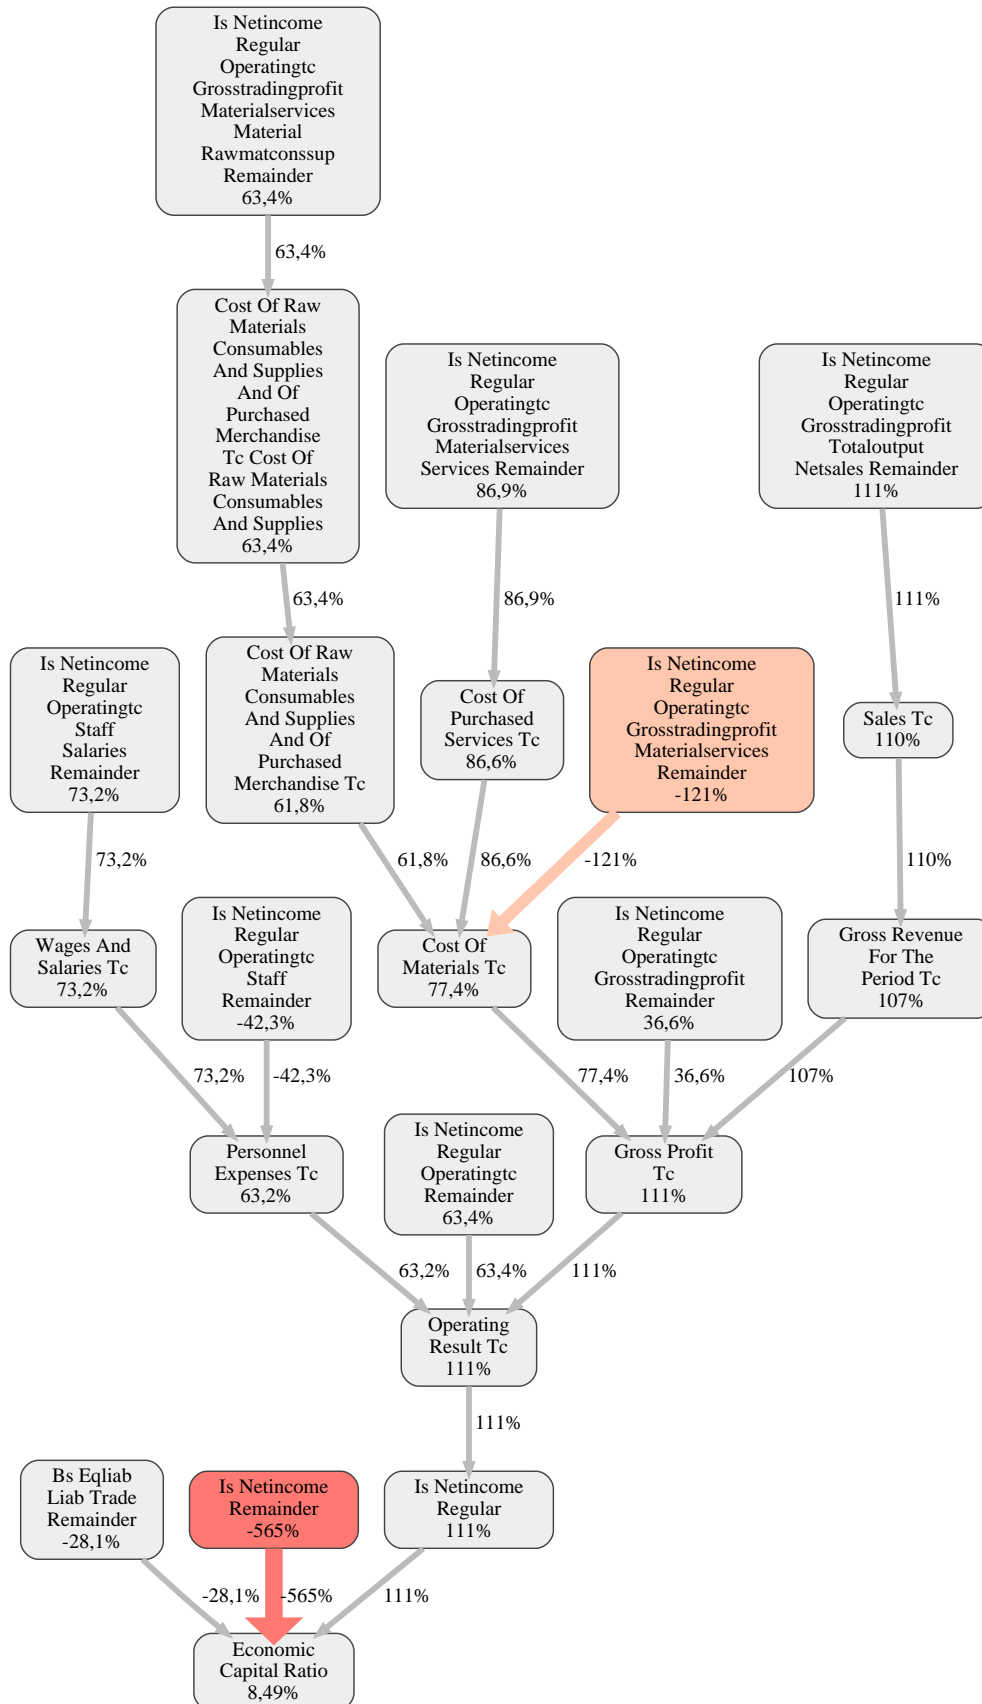 Is Netincome
Regular
Operatingtc
Grosstradingprofit
Materialservices
Material
Rawmatconssup
Remainder
63,4%
63,4%
Cost Of Raw
Materials
Consumables
And Supplies
And Of
Purchased
Merchandise
Tc Cost Of
Raw Materials
Consumables
And Supplies
63,4%
Is Netincome
Regular
Operatingtc
Grosstradingprofit
Materialservices
Services Remainder
86,9%
Is Netincome
Regular
Operatingtc
Grosstradingprofit
Totaloutput
Netsales Remainder
111%
63,4%
86,9%
111%
Is Netincome
Regular
Operatingtc
Staff
Salaries
Remainder
73,2%
Cost Of Raw
Materials
Consumables
And Supplies
And Of
Purchased
Merchandise Tc
61,8%
Cost Of
Purchased
Services Tc
86,6%
Is Netincome
Regular
Operatingtc
Grosstradingprofit
Materialservices
Remainder
-121%
Sales Tc
110%
73,2%
61,8%
86,6%
-121%
110%
Wages And
Salaries Tc
73,2%
Is Netincome
Regular
Operatingtc
Staff
Remainder
-42,3%
Cost Of
Materials Tc
77,4%
Is Netincome
Regular
Operatingtc
Grosstradingprofit
Remainder
36,6%
Gross Revenue
For The
Period Tc
107%
73,2%
-42,3%
77,4%
36,6%
107%
Personnel
Expenses Tc
63,2%
Is Netincome
Regular
Operatingtc
Remainder
63,4%
Gross Profit
Tc
111%
63,2%
63,4%
111%
Operating
Result Tc
111%
111%
Bs Eqliab
Liab Trade
Remainder
-28,1%
Is Netincome
Remainder
-565%
Is Netincome
Regular
111%
-28,1%
-565%
111%
Economic
Capital Ratio
8,49%